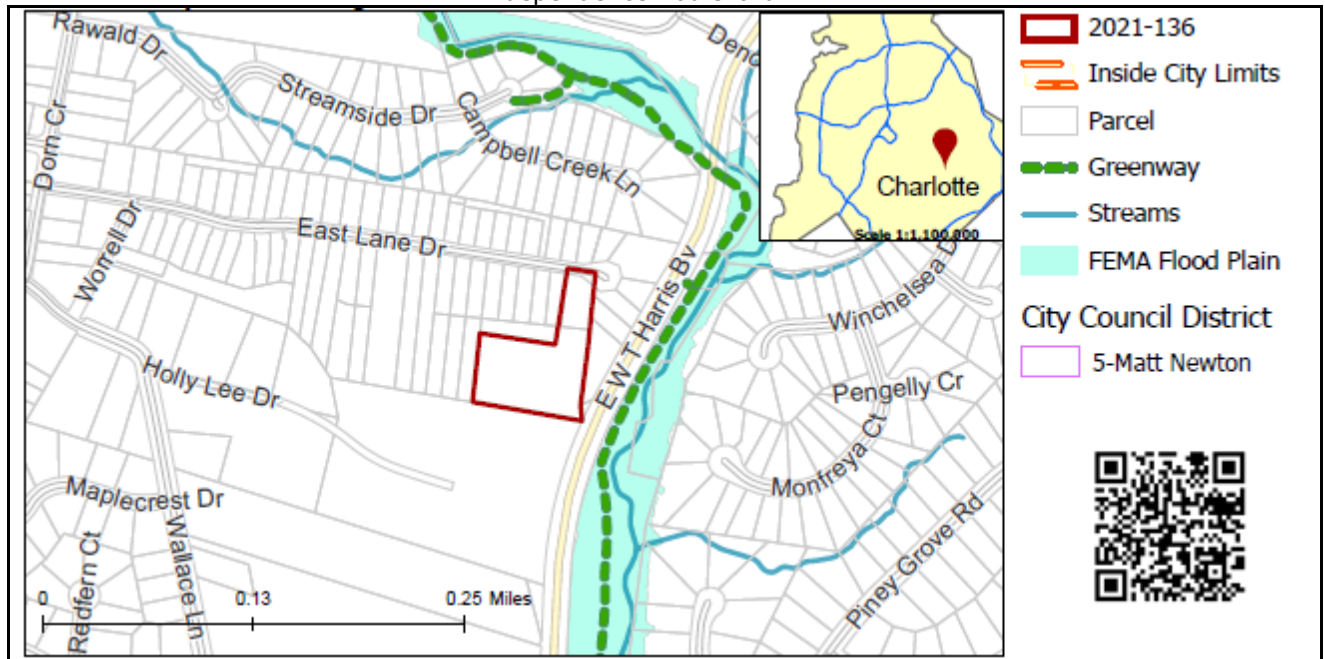 Rawald Dr
Streamside Dr
Dorn Cr
Campbell Creek Ln
Worrell Dr
East Lane Dr
E W T Harris Bv
Holly Lee Dr
Maplecrest Dr
Redfern Ct
Wallace Ln
Winchelsea D
Pengelly Cr
Monfreya Ct
Piney Grove Rd
0 0.13 0.25 Miles
Charlotte
Scale 1:1,100,000
2021-136
Inside City Limits
Parcel
Greenway
Streams
FEMA Flood Plain
City Council District
5-Matt Newton